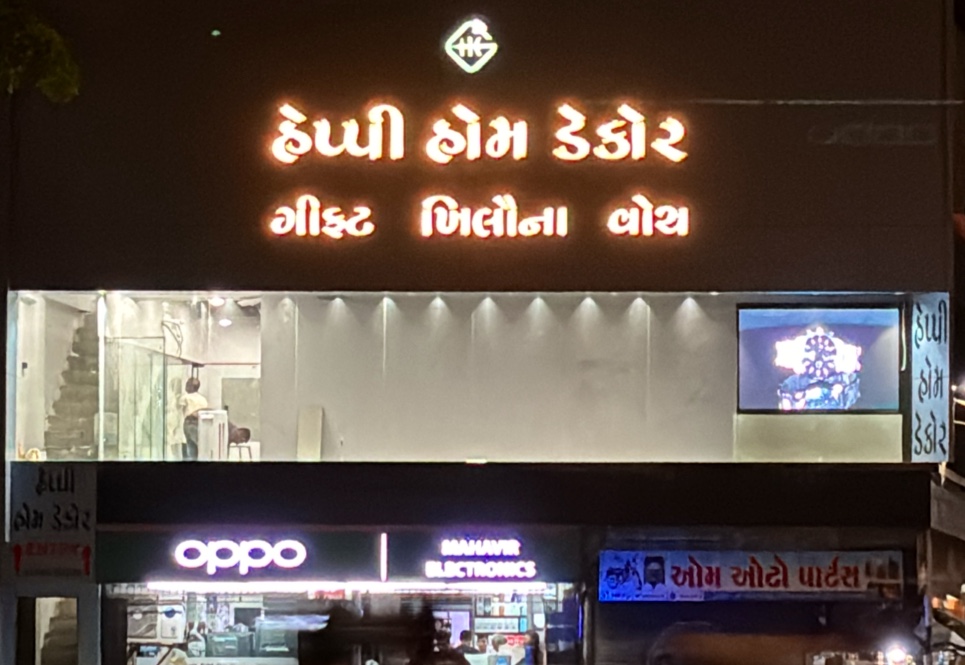 હેપ્પી હોમ ડેકોર
ગીફ્ટ ખિલૌના વોચ
હેપ્પી
હોમ
ડેકોર
હેપ્પી
હોમ ડેકોર
oppo
MAHAVIR
ELECTRONICS
ઓમ ઓટો પાર્ટસ